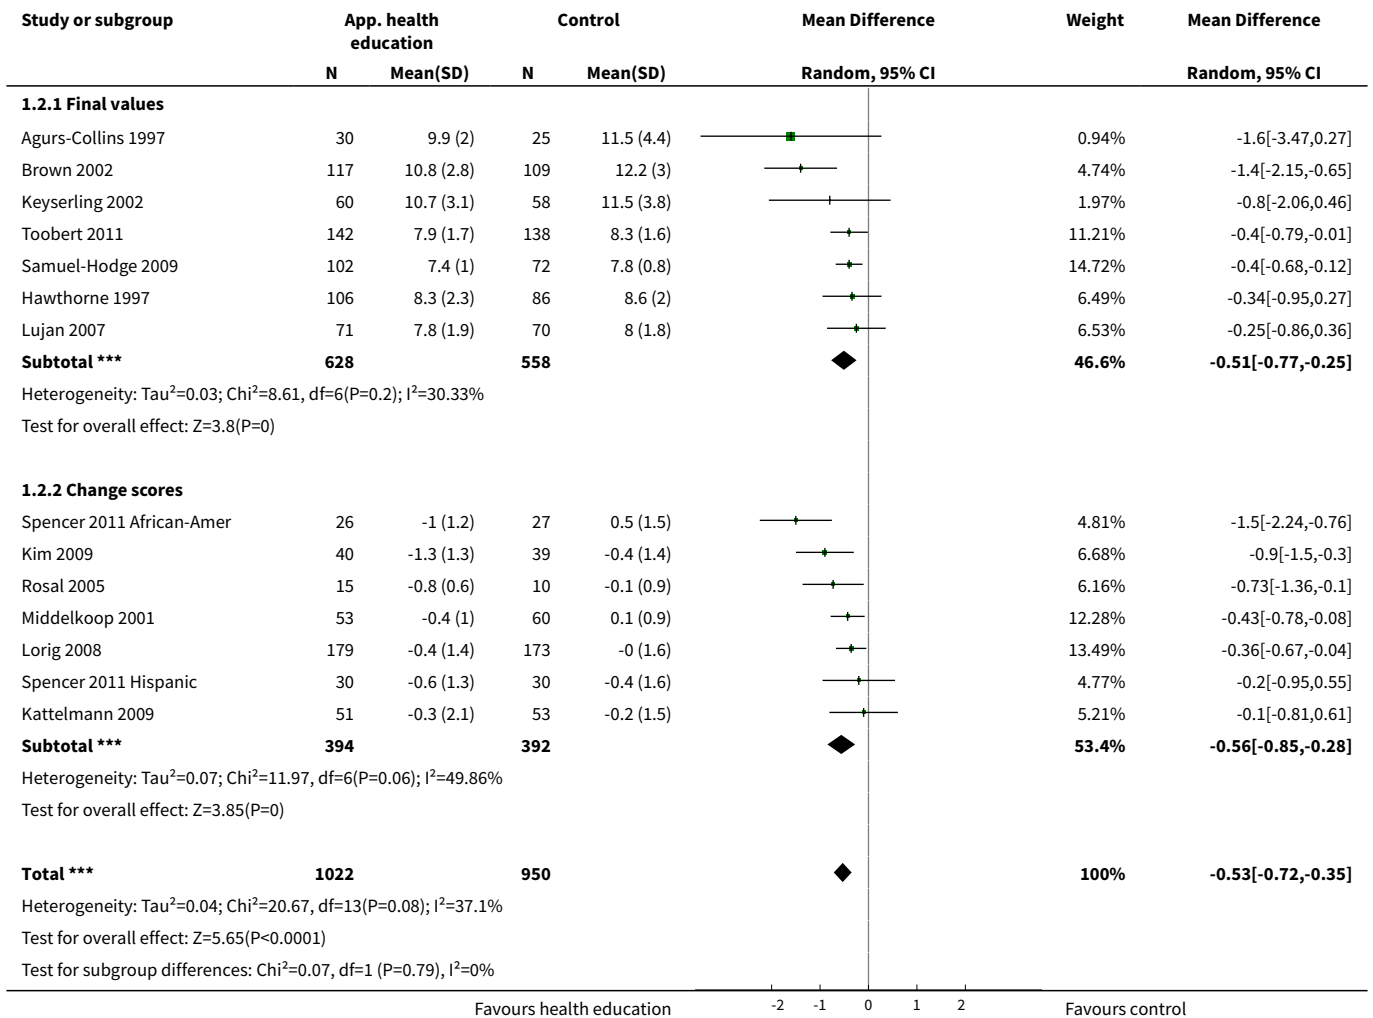 Study or subgroup App. health education Control Mean Difference Weight Mean Difference
N Mean(SD) N Mean(SD) Random, 95% CI Random, 95% CI
1.2.1 Final values
Agurs-Collins 1997 30 9.9 (2) 25 11.5 (4.4) 0.94% -1.6[-3.47,0.27]
Brown 2002 117 10.8 (2.8) 109 12.2 (3) 4.74% -1.4[-2.15,-0.65]
Keyserling 2002 60 10.7 (3.1) 58 11.5 (3.8) 1.97% -0.8[-2.06,0.46]
Toobert 2011 142 7.9 (1.7) 138 8.3 (1.6) 11.21% -0.4[-0.79,-0.01]
Samuel-Hodge 2009 102 7.4 (1) 72 7.8 (0.8) 14.72% -0.4[-0.68,-0.12]
Hawthorne 1997 106 8.3 (2.3) 86 8.6 (2) 6.49% -0.34[-0.95,0.27]
Lujan 2007 71 7.8 (1.9) 70 8 (1.8) 6.53% -0.25[-0.86,0.36]
Subtotal *** 628 558 46.6% -0.51[-0.77,-0.25]
Heterogeneity: Tau²=0.03; Chi²=8.61, df=6(P=0.2); I²=30.33%
Test for overall effect: Z=3.8(P=0)
1.2.2 Change scores
Spencer 2011 African-Amer 26 -1 (1.2) 27 0.5 (1.5) 4.81% -1.5[-2.24,-0.76]
Kim 2009 40 -1.3 (1.3) 39 -0.4 (1.4) 6.68% -0.9[-1.5,-0.3]
Rosal 2005 15 -0.8 (0.6) 10 -0.1 (0.9) 6.16% -0.73[-1.36,-0.1]
Middelkoop 2001 53 -0.4 (1) 60 0.1 (0.9) 12.28% -0.43[-0.78,-0.08]
Lorig 2008 179 -0.4 (1.4) 173 -0 (1.6) 13.49% -0.36[-0.67,-0.04]
Spencer 2011 Hispanic 30 -0.6 (1.3) 30 -0.4 (1.6) 4.77% -0.2[-0.95,0.55]
Kattelmann 2009 51 -0.3 (2.1) 53 -0.2 (1.5) 5.21% -0.1[-0.81,0.61]
Subtotal *** 394 392 53.4% -0.56[-0.85,-0.28]
Heterogeneity: Tau²=0.07; Chi²=11.97, df=6(P=0.06); I²=49.86%
Test for overall effect: Z=3.85(P=0)
Total *** 1022 950 100% -0.53[-0.72,-0.35]
Heterogeneity: Tau²=0.04; Chi²=20.67, df=13(P=0.08); I²=37.1%
Test for overall effect: Z=5.65(P<0.0001)
Test for subgroup differences: Chi²=0.07, df=1 (P=0.79), I²=0%
Favours health education -2 -1 0 1 2 Favours control